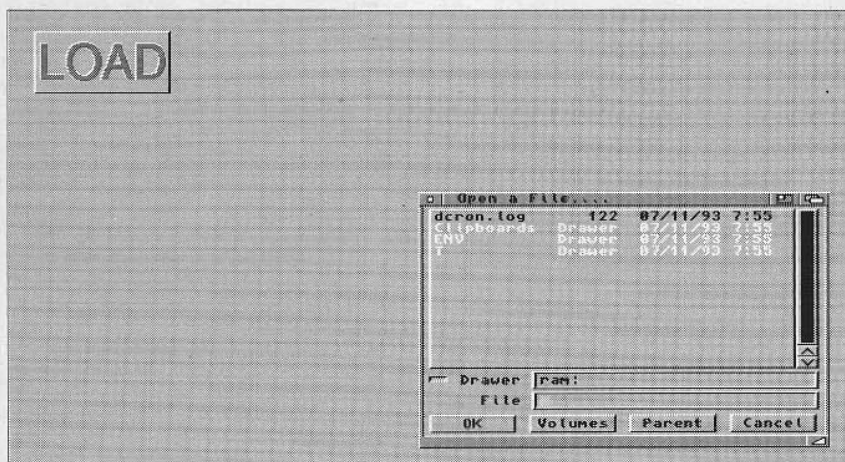 LOAD
Open a File....
dcron.log 122 07/11/93 7:55
Clipboards Drawer 07/11/93 7:55
ENV Drawer 07/11/93 7:55
T Drawer 07/11/93 7:55
Drawer ram:
File
OK Volumes Parent Cancel